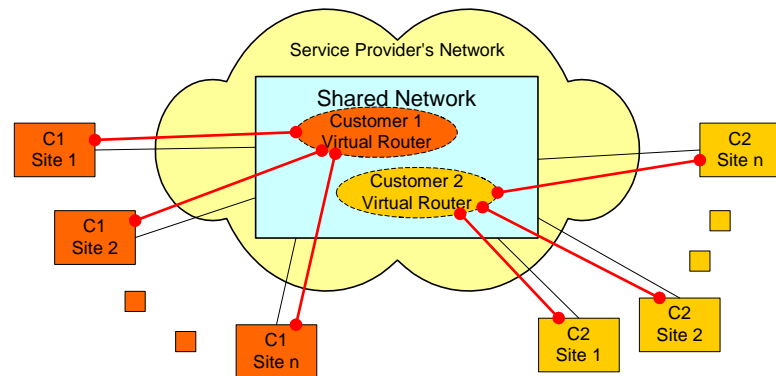 Service Provider's Network
Shared Network
Customer 1
Virtual Router
Customer 2
Virtual Router
C1
Site 1
C1
Site 2
C1
Site n
C2
Site n
C2
Site 2
C2
Site 1